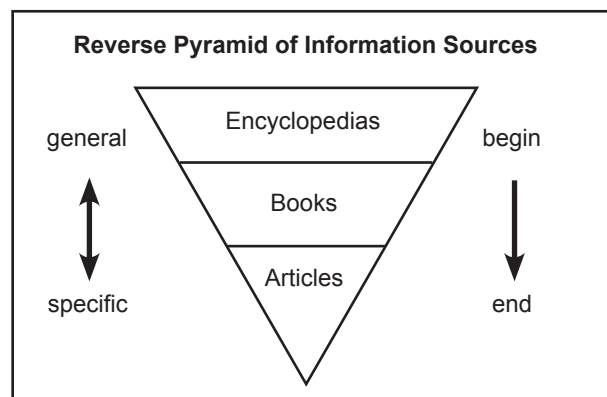 Reverse Pyramid of Information Sources
Encyclopedias
general
begin
Books
Articles
specific
end